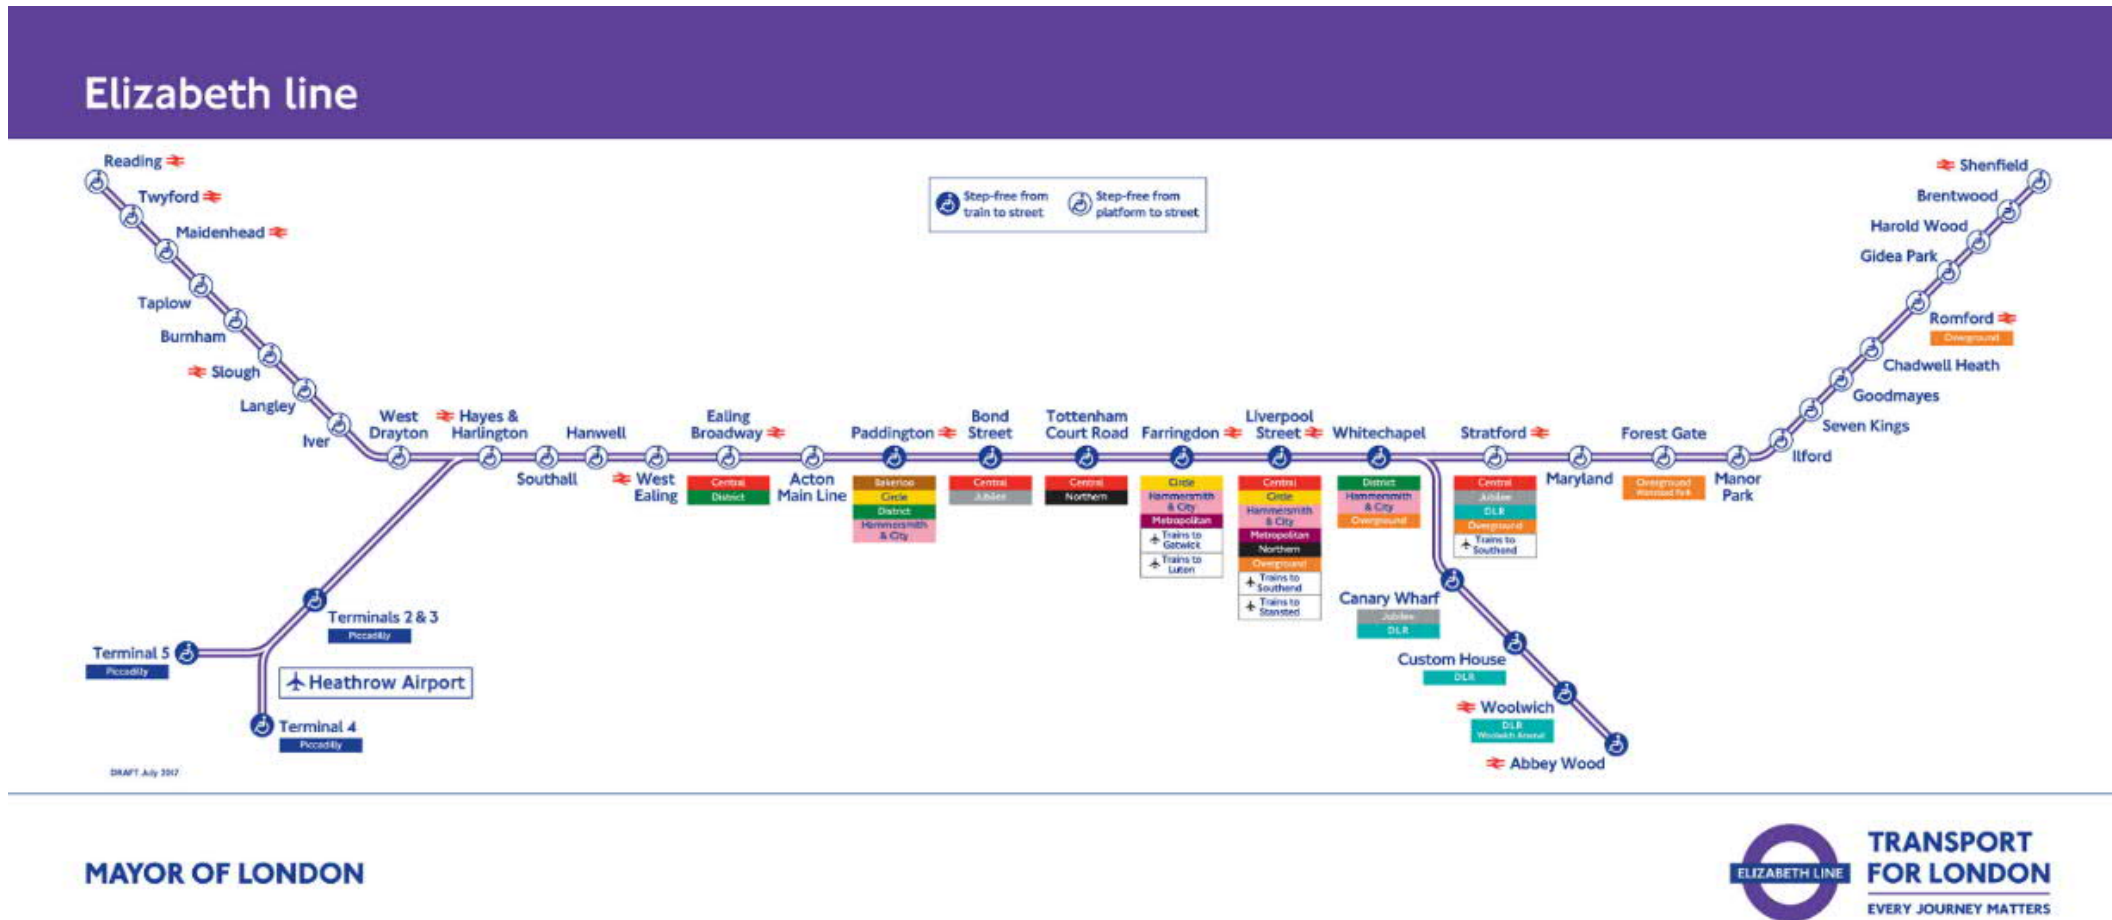 Elizabeth line
Reading
Twyford
Maidenhead
Taplow
Burnham
Slough
Langley
Iver
West
Drayton
Hayes &
Harlington
Southall
Hanwell
West
Ealing
Ealing
Broadway
Central
District
Acton
Main Line
Paddington
Bakerloo
Circle
District
Hammersmith
& City
Bond
Street
Central
Jubilee
Tottenham
Court Road
Central
Northern
Farringdon
Circle
Hammersmith
& City
Metropolitan
Trains to
Gatwick
Trains to
Luton
Liverpool
Street
Central
Circle
Hammersmith
& City
Metropolitan
Northern
Overground
Trains to
Southend
Trains to
Stansted
Whitechapel
District
Hammersmith
& City
Overground
Stratford
Central
Jubilee
DLR
Overground
Trains to
Southend
Maryland
Forest Gate
Overground
Wanstead Park
Manor
Park
Ilford
Seven Kings
Goodmayes
Chadwell Heath
Romford
Overground
Gidea Park
Harold Wood
Brentwood
Shenfield
Step-free from
train to street
Step-free from
platform to street
Terminals 2 & 3
Piccadilly
Terminal 5
Piccadilly
Heathrow Airport
Terminal 4
Piccadilly
Canary Wharf
Jubilee
DLR
Custom House
DLR
Woolwich
DLR
Woolwich Arsenal
Abbey Wood
DRAFT July 2017
MAYOR OF LONDON
ELIZABETH LINE
TRANSPORT
FOR LONDON
EVERY JOURNEY MATTERS